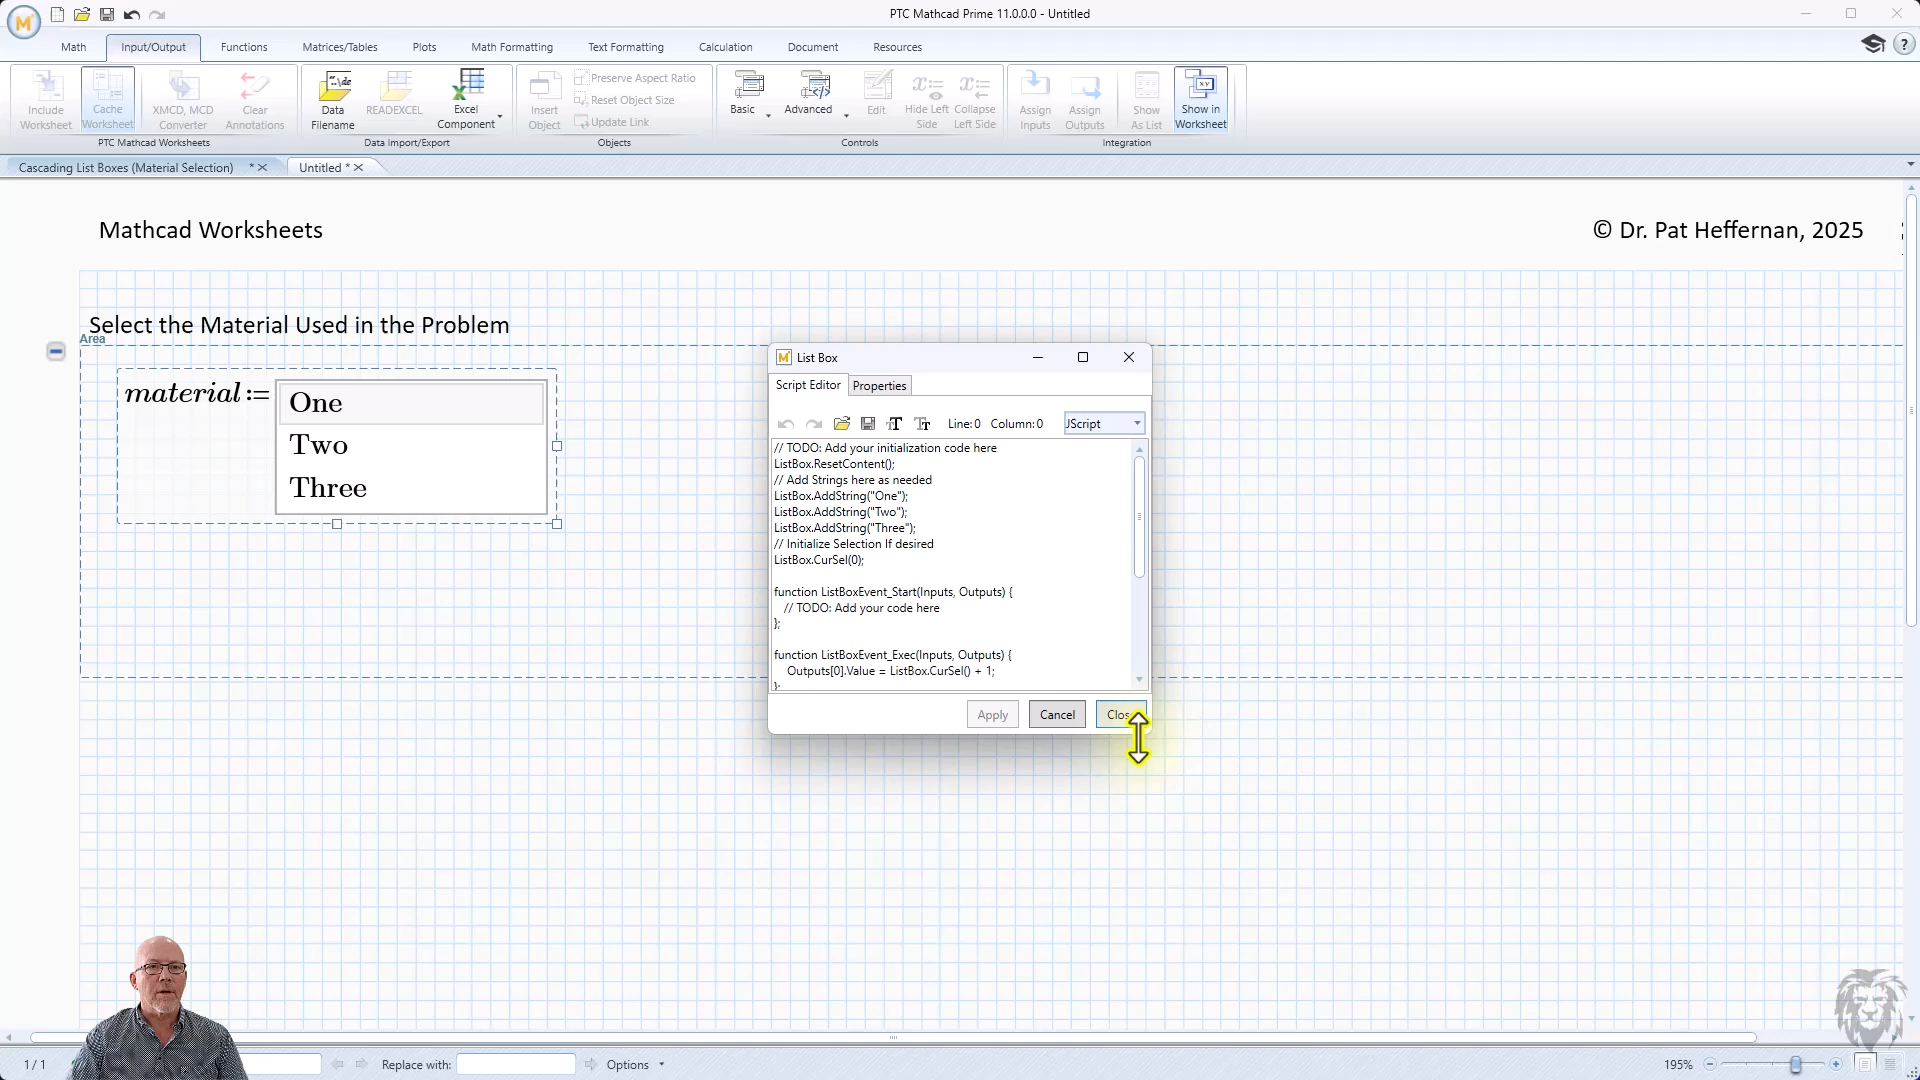 PTC Mathcad Prime 11.0.0.0 - Untitled
Math Input/Output Functions Matrices/Tables Plots Math Formatting Text Formatting Calculation Document Resources
Include Worksheet
Cache Worksheet
XMCD, MCD Converter
Clear Annotations
PTC Mathcad Worksheets
Data Filename
READEXCEL
Excel Component
Data Import/Export
Insert Object
Preserve Aspect Ratio
Reset Object Size
Update Link
Objects
Basic
Advanced
Edit
Hide Left Side
Collapse Left Side
Controls
Assign Inputs
Assign Outputs
Show As List
Show in Worksheet
Integration
Cascading List Boxes (Material Selection) *
Untitled *
Mathcad Worksheets
© Dr. Pat Heffernan, 2025
Select the Material Used in the Problem
Area
material :=
One
Two
Three
List Box
Script Editor Properties
Line: 0 Column: 0 JScript
// TODO: Add your initialization code here
ListBox.ResetContent();
// Add Strings here as needed
ListBox.AddString("One");
ListBox.AddString("Two");
ListBox.AddString("Three");
// Initialize Selection If desired
ListBox.CurSel(0);
function ListBoxEvent_Start(Inputs, Outputs) {
// TODO: Add your code here
};
function ListBoxEvent_Exec(Inputs, Outputs) {
Outputs[0].Value = ListBox.CurSel() + 1;
};
Apply Cancel Clos
1 / 1
Replace with:
Options
195%